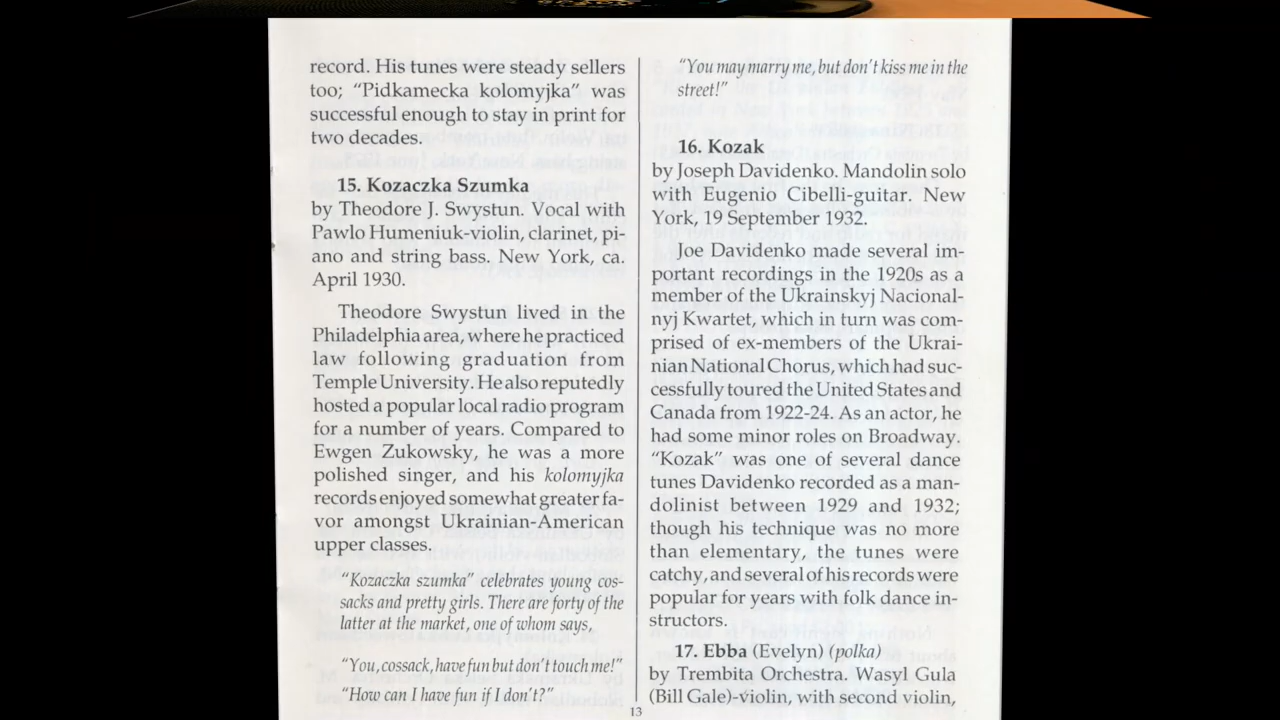 record. His tunes were steady sellers
too; “Pidkamecka kolomyjka” was
successful enough to stay in print for
two decades.
15. Kozaczka Szumka
by Theodore J. Swystun. Vocal with
Pawlo Humeniuk-violin, clarinet, pi-
ano and string bass. New York, ca.
April 1930.
Theodore Swystun lived in the
Philadelphia area, where he practiced
law following graduation from
Temple University. He also reputedly
hosted a popular local radio program
for a number of years. Compared to
Ewgen Zukowsky, he was a more
polished singer, and his kolomyjka
records enjoyed somewhat greater fa-
vor amongst Ukrainian-American
upper classes.
“Kozaczka szumka” celebrates young cos-
sacks and pretty girls. There are forty of the
latter at the market, one of whom says,
“You, cossack, have fun but don’t touch me!”
“How can I have fun if I don’t?”
“You may marry me, but don’t kiss me in the
street!”
16. Kozak
by Joseph Davidenko. Mandolin solo
with Eugenio Cibelli-guitar. New
York, 19 September 1932.
Joe Davidenko made several im-
portant recordings in the 1920s as a
member of the Ukrainskyj Nacional-
nyj Kwartet, which in turn was com-
prised of ex-members of the Ukrai-
nian National Chorus, which had suc-
cessfully toured the United States and
Canada from 1922-24. As an actor, he
had some minor roles on Broadway.
“Kozak” was one of several dance
tunes Davidenko recorded as a man-
dolinist between 1929 and 1932;
though his technique was no more
than elementary, the tunes were
catchy, and several of his records were
popular for years with folk dance in-
structors.
17. Ebba (Evelyn) (polka)
by Trembita Orchestra. Wasyl Gula
(Bill Gale)-violin, with second violin,
13